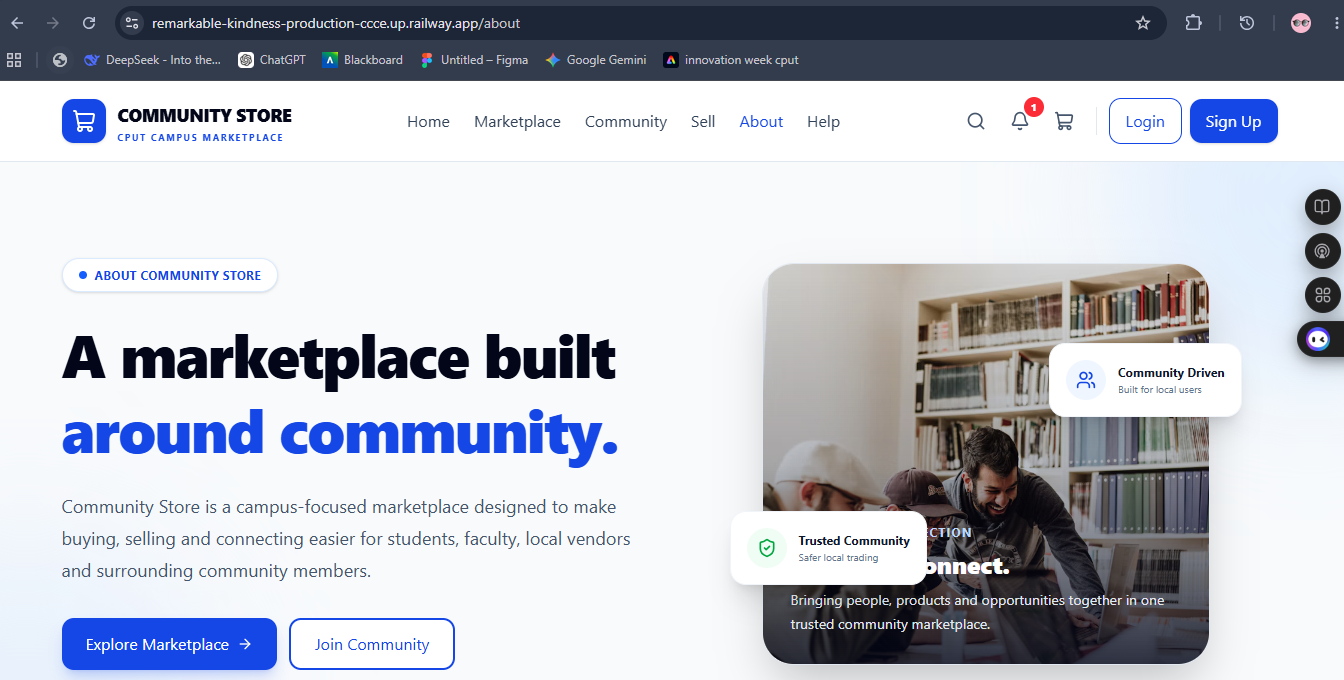 remarkable-kindness-production-ccce.up.railway.app/about
DeepSeek - Into the...
ChatGPT
Blackboard
Untitled – Figma
Google Gemini
innovation week cput
COMMUNITY STORE
CPUT CAMPUS MARKETPLACE
Home
Marketplace
Community
Sell
About
Help
1
Login
Sign Up
ABOUT COMMUNITY STORE
A marketplace built
around community.
Community Store is a campus-focused marketplace designed to make
buying, selling and connecting easier for students, faculty, local vendors
and surrounding community members.
Explore Marketplace →
Join Community
Community Driven
Built for local users
Trusted Community
Safer local trading
ECTION
onnect.
Bringing people, products and opportunities together in one
trusted community marketplace.